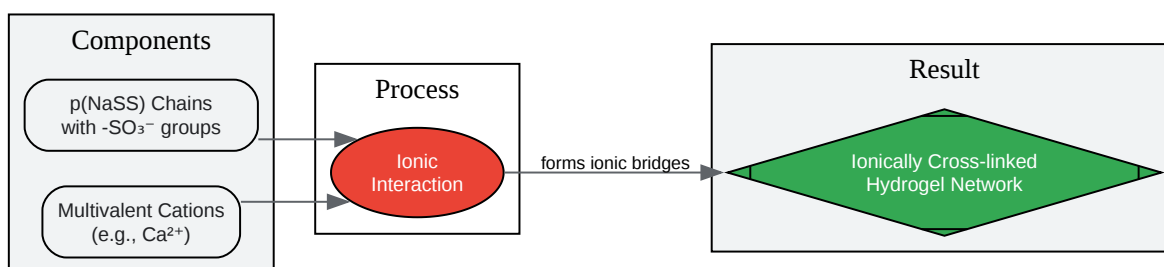 Components
p(NaSS) Chains
with -SO₃⁻ groups
Multivalent Cations
(e.g., Ca²⁺)
Process
Ionic
Interaction
forms ionic bridges
Result
Ionically Cross-linked
Hydrogel Network